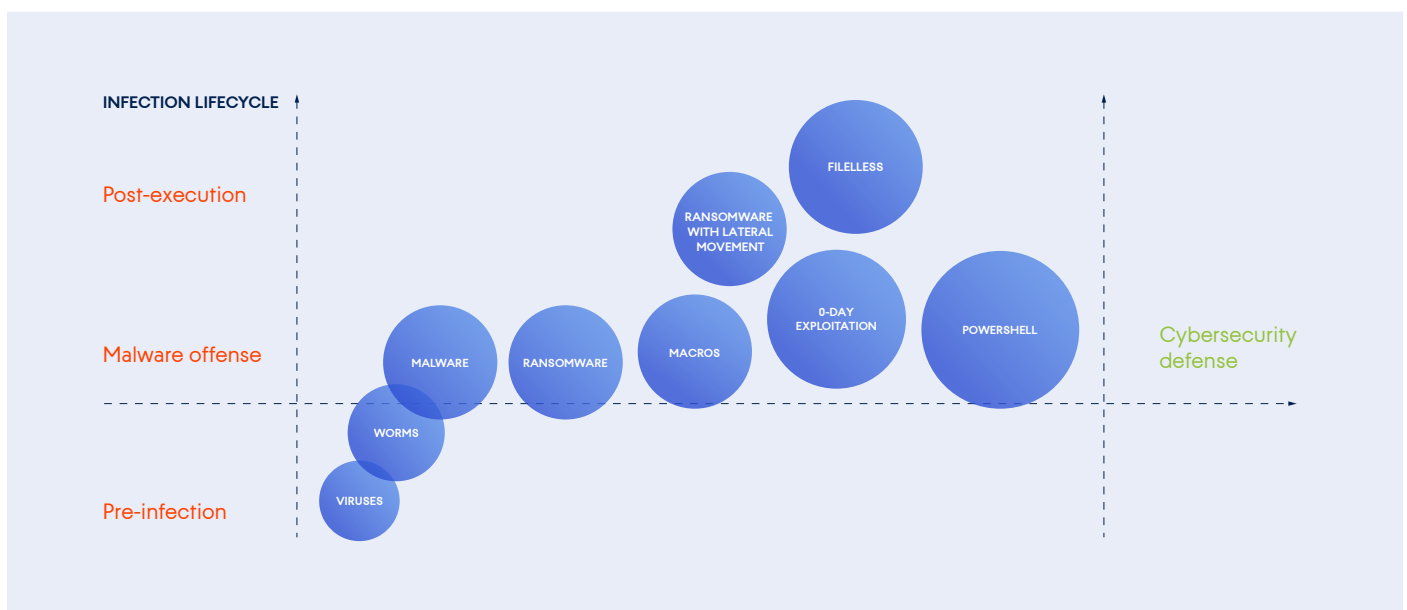 INFECTION LIFECYCLE
Post-execution
Malware offense
Pre-infection
VIRUSES
WORMS
MALWARE
RANSOMWARE
MACROS
RANSOMWARE
WITH LATERAL
MOVEMENT
FILELLESS
0-DAY
EXPLOITATION
POWERSHELL
Cybersecurity
defense